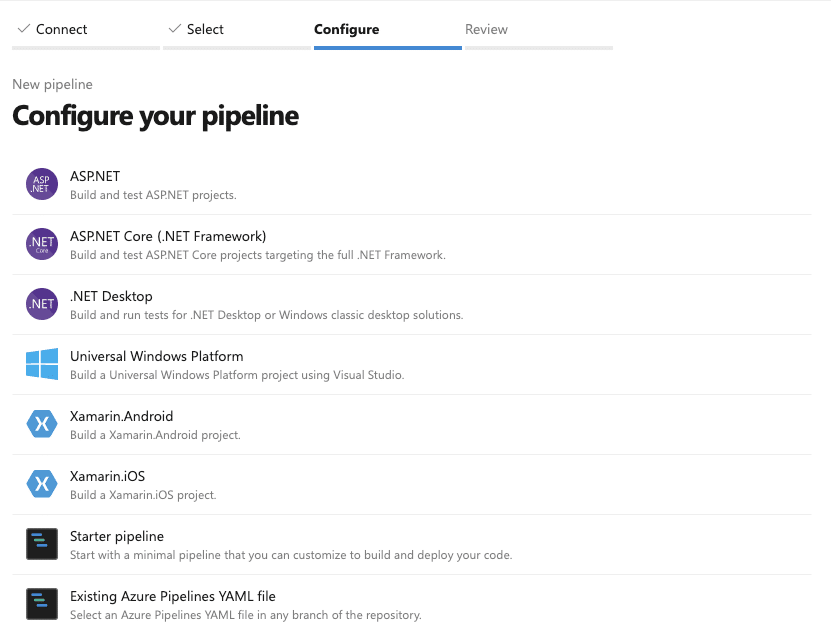 Connect
Select
Configure
Review
New pipeline
Configure your pipeline
ASP
.NET
ASP.NET
Build and test ASP.NET projects.
.NET
Core
ASP.NET Core (.NET Framework)
Build and test ASP.NET Core projects targeting the full .NET Framework.
.NET
.NET Desktop
Build and run tests for .NET Desktop or Windows classic desktop solutions.
Universal Windows Platform
Build a Universal Windows Platform project using Visual Studio.
X
Xamarin.Android
Build a Xamarin.Android project.
X
Xamarin.iOS
Build a Xamarin.iOS project.
Starter pipeline
Start with a minimal pipeline that you can customize to build and deploy your code.
Existing Azure Pipelines YAML file
Select an Azure Pipelines YAML file in any branch of the repository.